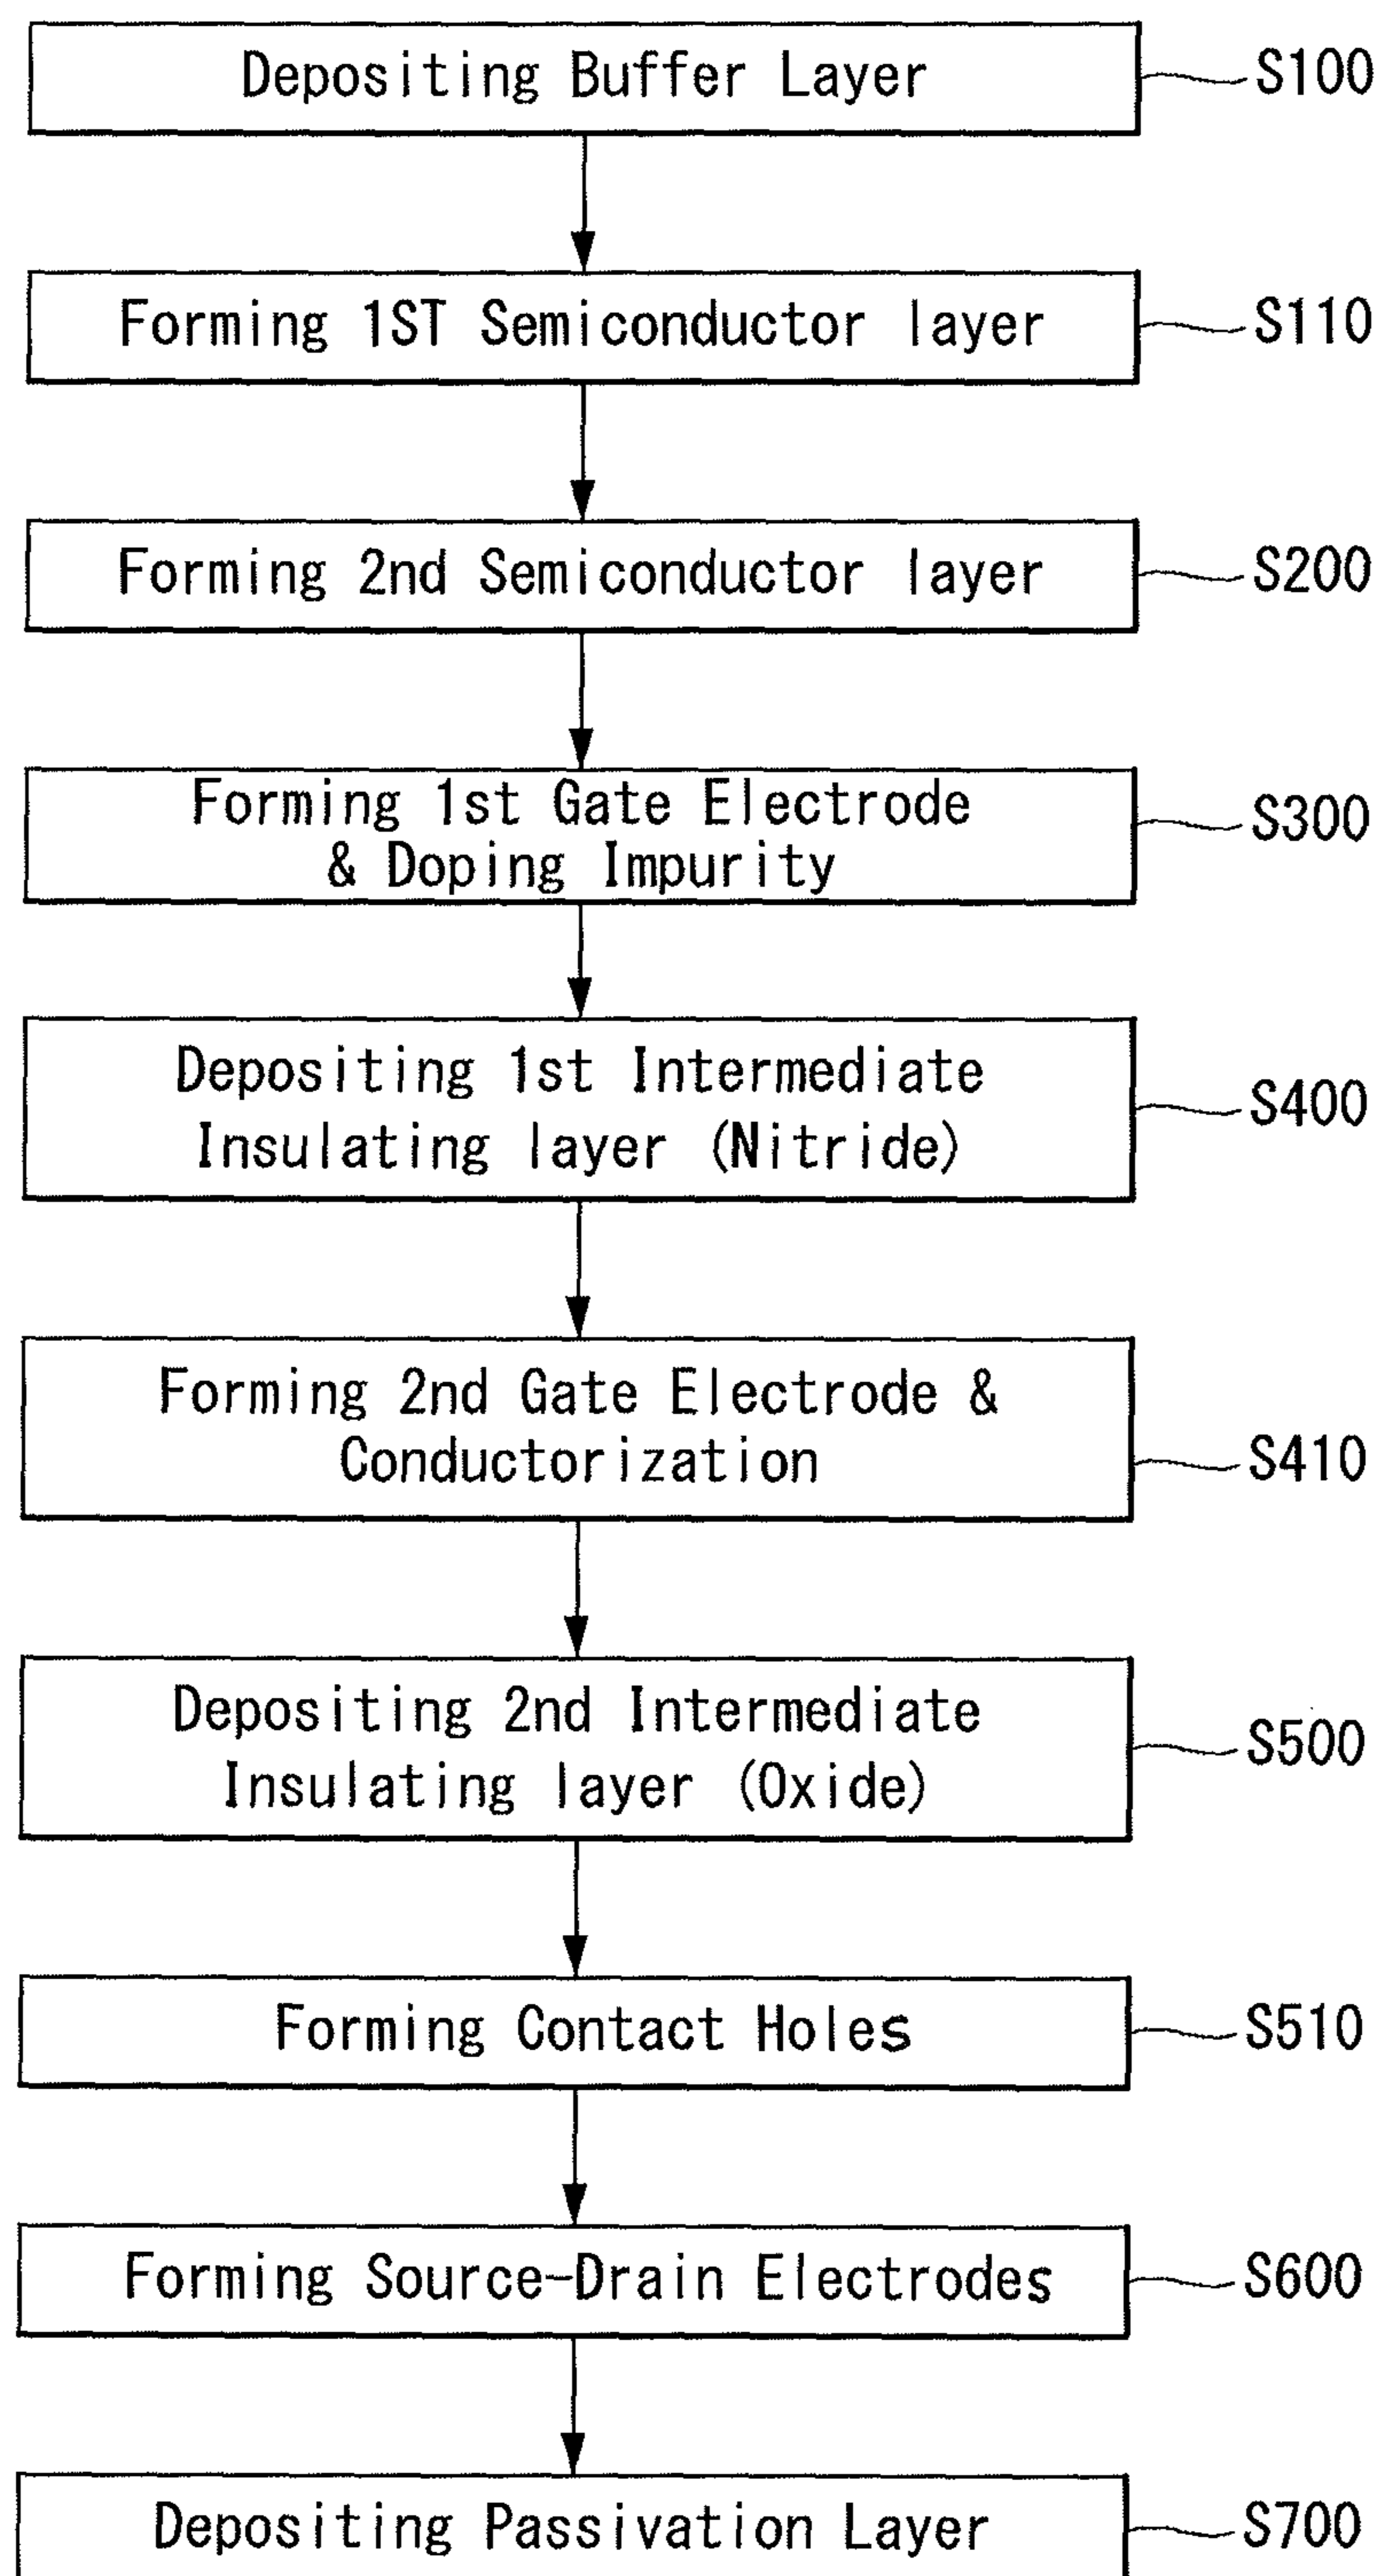 Depositing Buffer Layer
S100
Forming 1ST Semiconductor layer
S110
Forming 2nd Semiconductor layer
S200
Forming 1st Gate Electrode
& Doping Impurity
S300
Depositing 1st Intermediate
Insulating layer (Nitride)
S400
Forming 2nd Gate Electrode &
Conductorization
S410
Depositing 2nd Intermediate
Insulating layer (Oxide)
S500
Forming Contact Holes
S510
Forming Source-Drain Electrodes
S600
Depositing Passivation Layer
S700